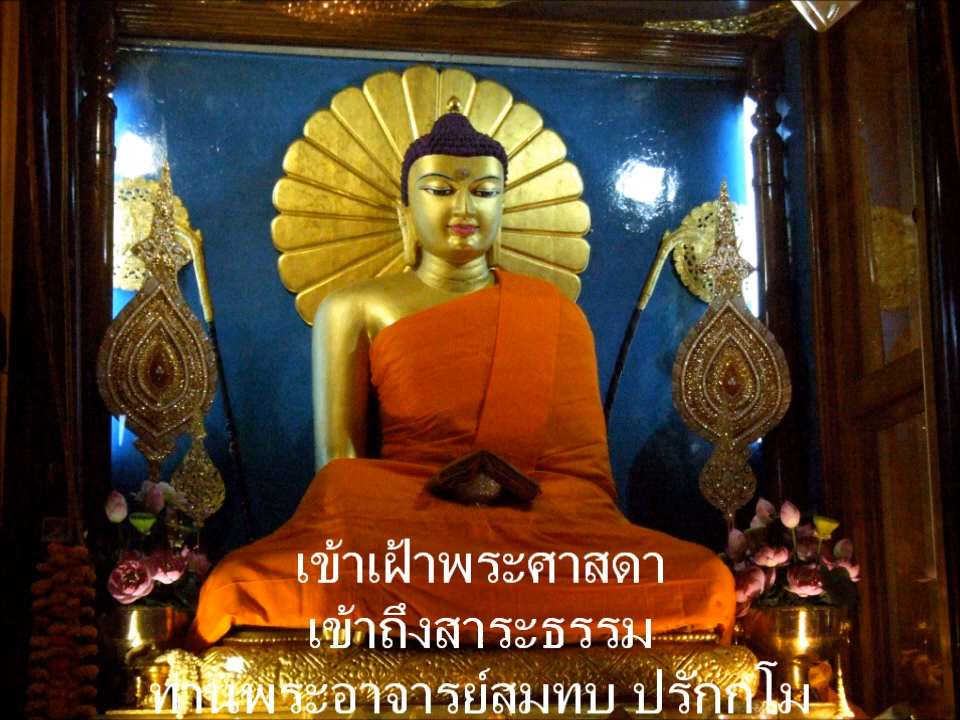 เข้าเฝ้าพระศาสดา
เข้าถึงสาระธรรม
ท่านพระอาจารย์สมทบ ปรักกโม